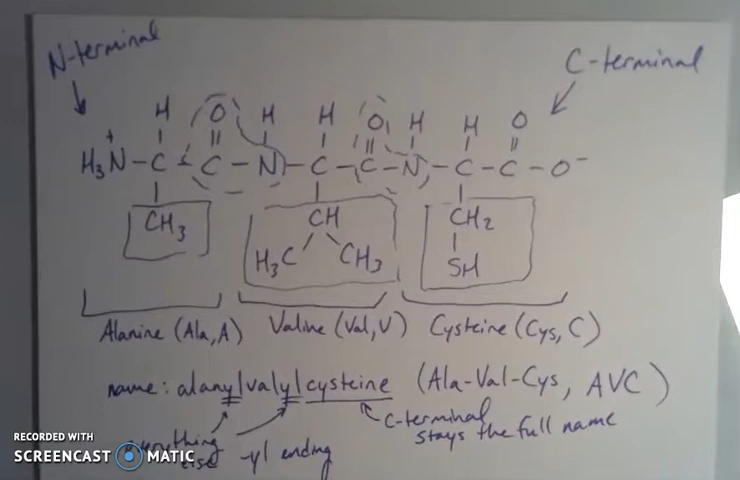 N-terminal
C-terminal
H O H H O H H O
H₃N⁺ – C – C – N – C – C – N – C – C – O⁻
CH₃ CH CH₂
H₃C CH₃ SH
Alanine (Ala, A) Valine (Val, V) Cysteine (Cys, C)
name: alanylvalylcysteine (Ala-Val-Cys, AVC)
C-terminal
stays the full name
everything
else -yl ending
RECORDED WITH
SCREENCAST MATIC